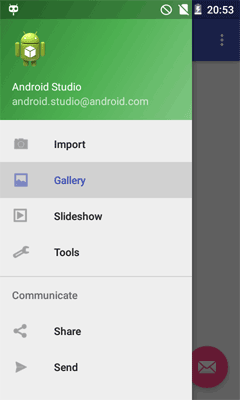 20:53
Android Studio
android.studio@android.com
Import
Gallery
Slideshow
Tools
Communicate
Share
Send